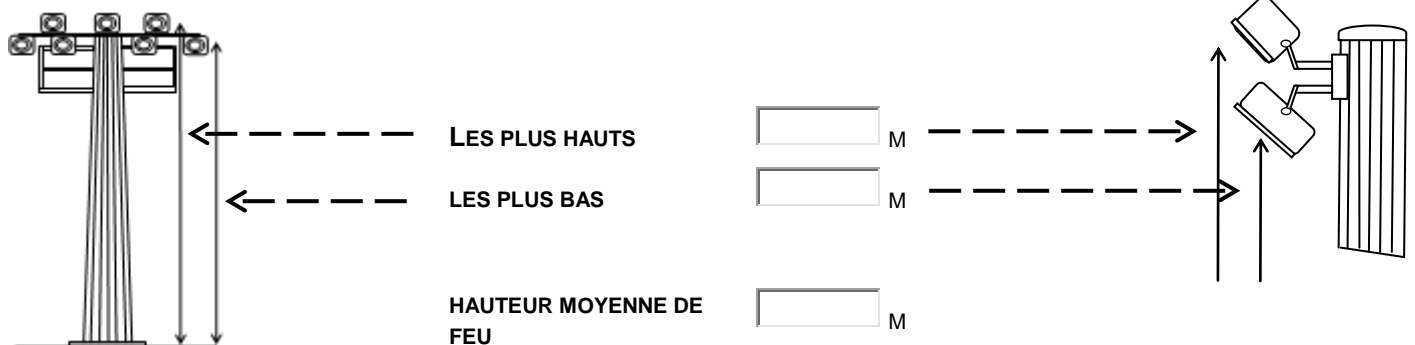 LES PLUS HAUTS M
LES PLUS BAS M
HAUTEUR MOYENNE DE
FEU M